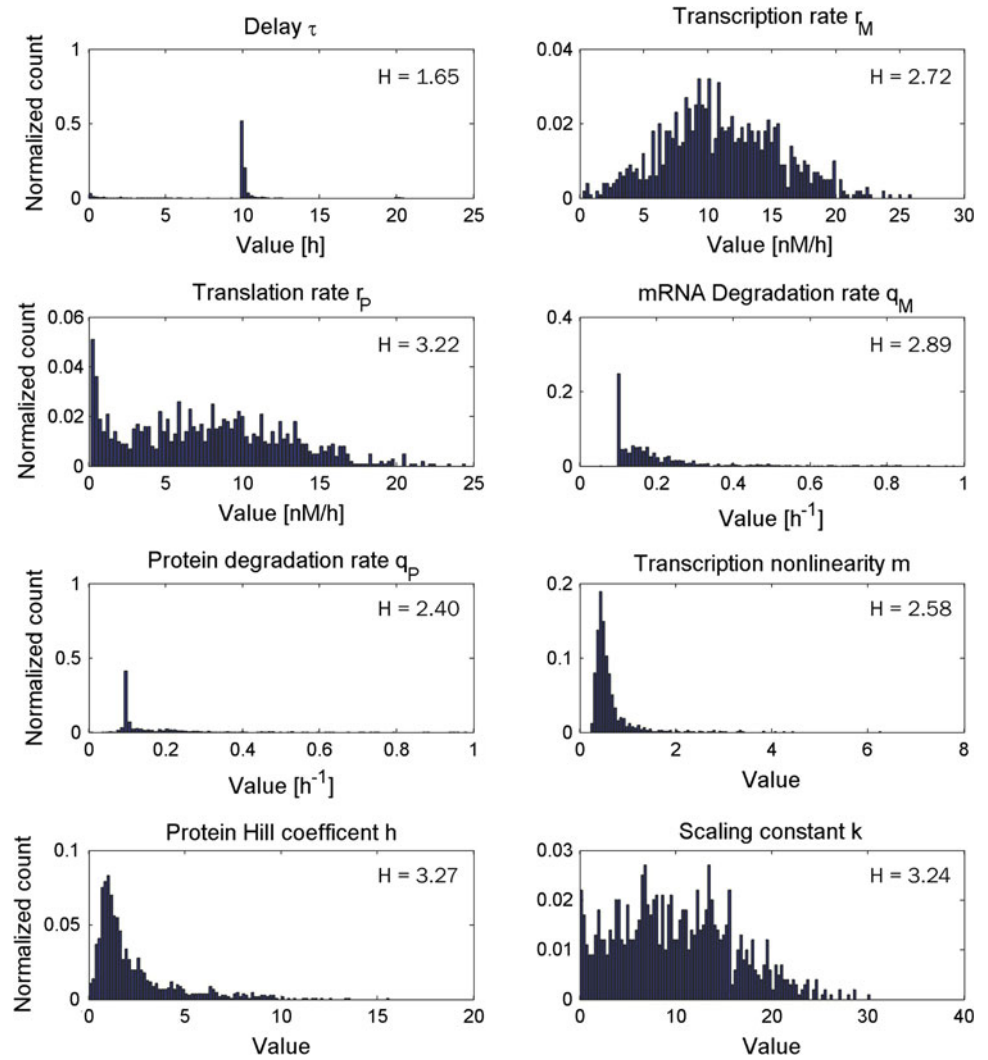 Delay τ
Normalized count
1
0.5
0
H = 1.65
0 5 10 15 20 25
Value [h]
Transcription rate r_M
0.04
0.02
0
H = 2.72
5 10 15 20 25 30
Value [nM/h]
Translation rate r_P
Normalized count
0.06
0.04
0.02
0
H = 3.22
0 5 10 15 20 25
Value [nM/h]
mRNA Degradation rate q_M
0.4
0.2
0
H = 2.89
0 0.2 0.4 0.6 0.8 1
Value [h⁻¹]
Protein degradation rate q_P
Normalized count
1
0.5
0
H = 2.40
0 0.2 0.4 0.6 0.8 1
Value [h⁻¹]
Transcription nonlinearity m
0.2
0.1
0
H = 2.58
0 2 4 6 8
Value
Protein Hill coefficent h
Normalized count
0.1
0.05
0
H = 3.27
0 5 10 15 20
Value
Scaling constant k
0.03
0.02
0.01
0
H = 3.24
0 10 20 30 40
Value